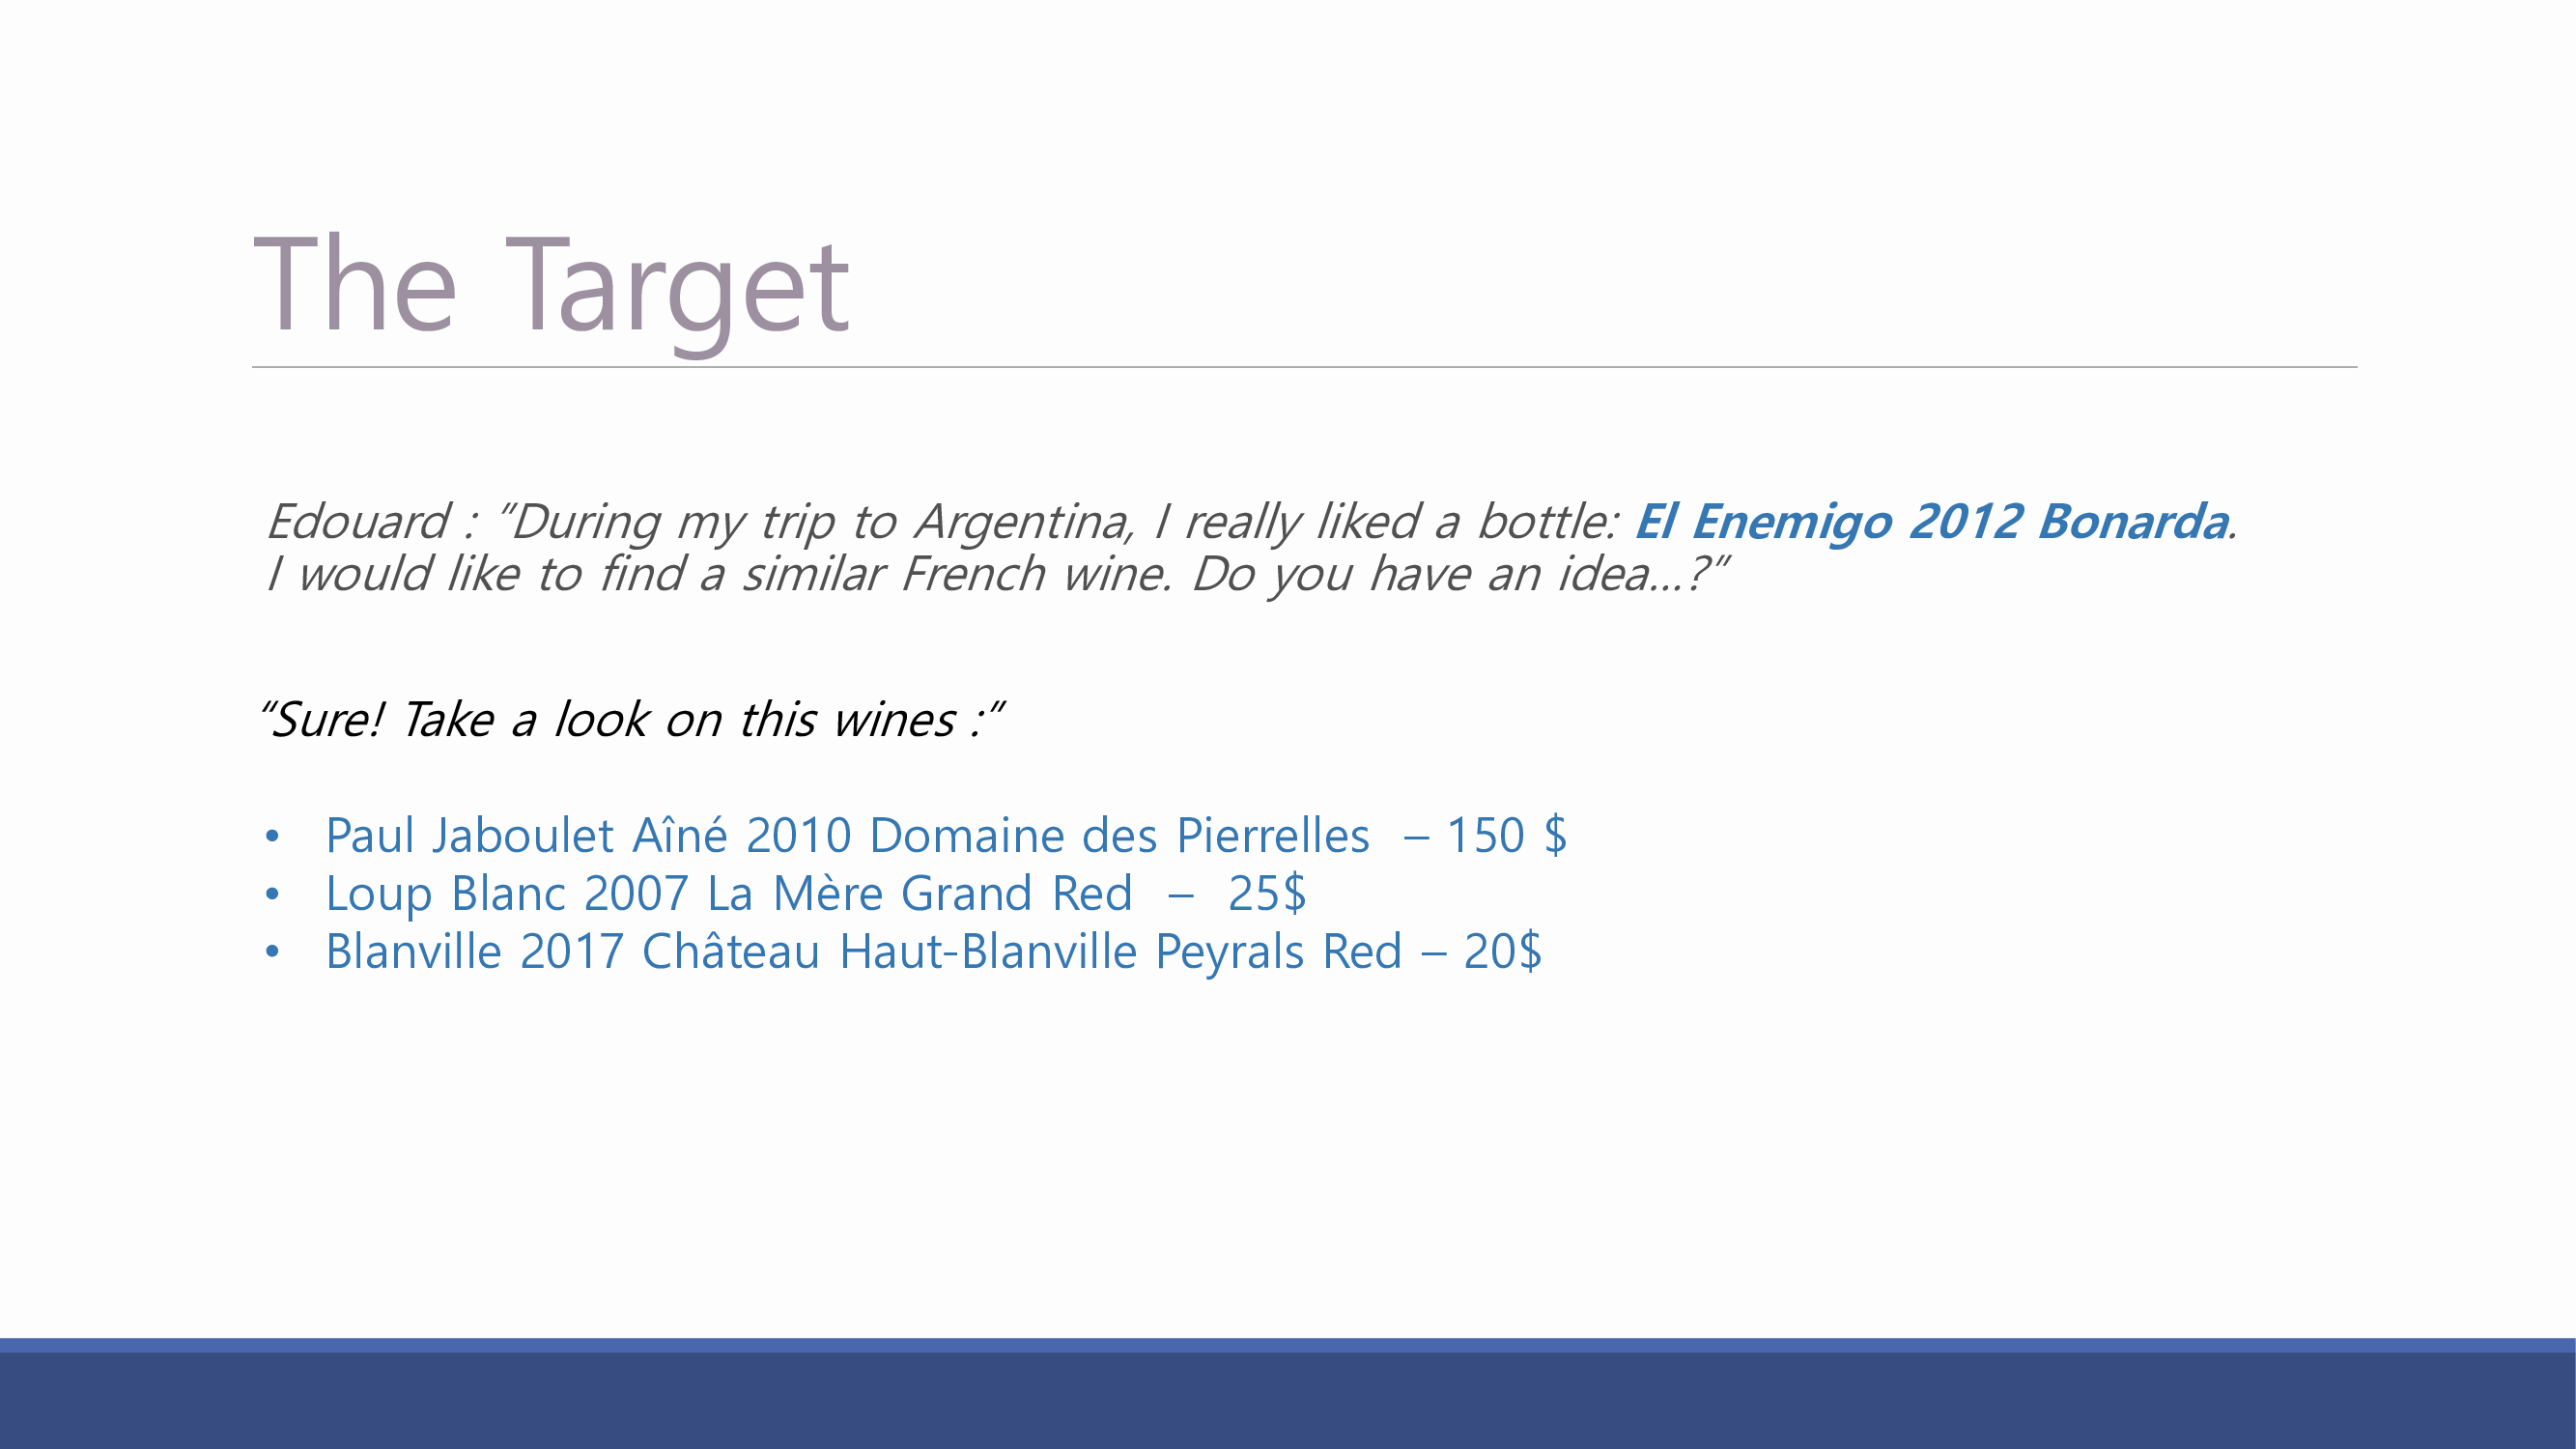 The Target
Edouard : "During my trip to Argentina, I really liked a bottle: El Enemigo 2012 Bonarda.
I would like to find a similar French wine. Do you have an idea...?"
“Sure! Take a look on this wines :”
• Paul Jaboulet Aîné 2010 Domaine des Pierrelles – 150 $
• Loup Blanc 2007 La Mère Grand Red – 25$
• Blanville 2017 Château Haut-Blanville Peyrals Red – 20$